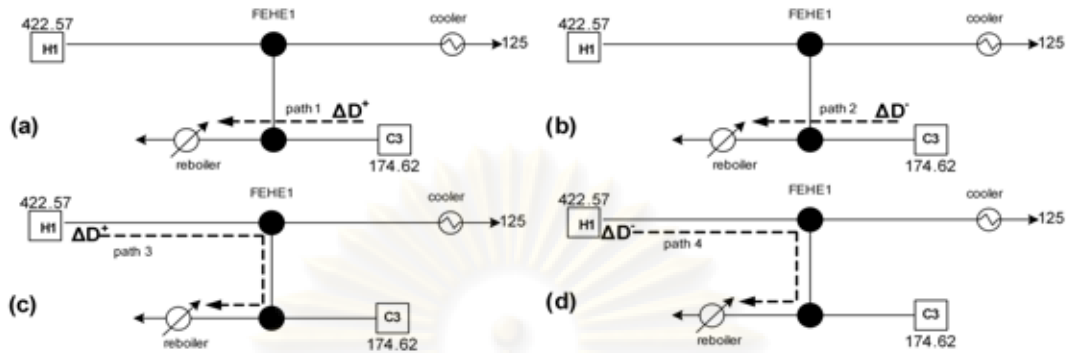 FEHE1
cooler
422.57
H1
125
(a)
path 1
ΔD⁺
C3
reboiler
174.62
FEHE1
cooler
422.57
H1
125
(b)
path 2
ΔD⁻
C3
reboiler
174.62
FEHE1
cooler
422.57
H1
125
ΔD⁺
path 3
(c)
C3
reboiler
174.62
FEHE1
cooler
422.57
H1
125
ΔD⁻
path 4
(d)
C3
reboiler
174.62